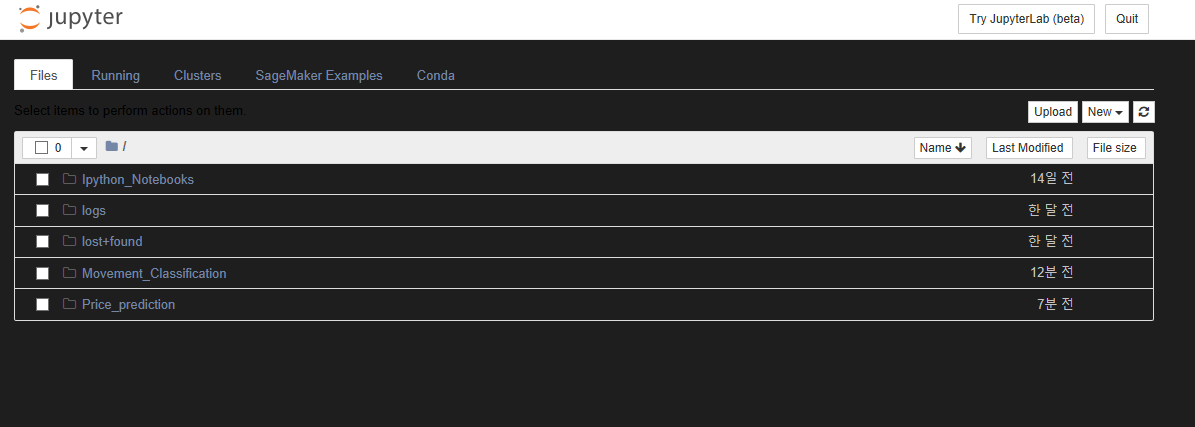 jupyter
Try JupyterLab (beta) Quit
Files Running Clusters SageMaker Examples Conda
Select items to perform actions on them.
Upload New
0 / Name Last Modified File size
Ipython_Notebooks 14일 전
logs 한 달 전
lost+found 한 달 전
Movement_Classification 12분 전
Price_prediction 7분 전